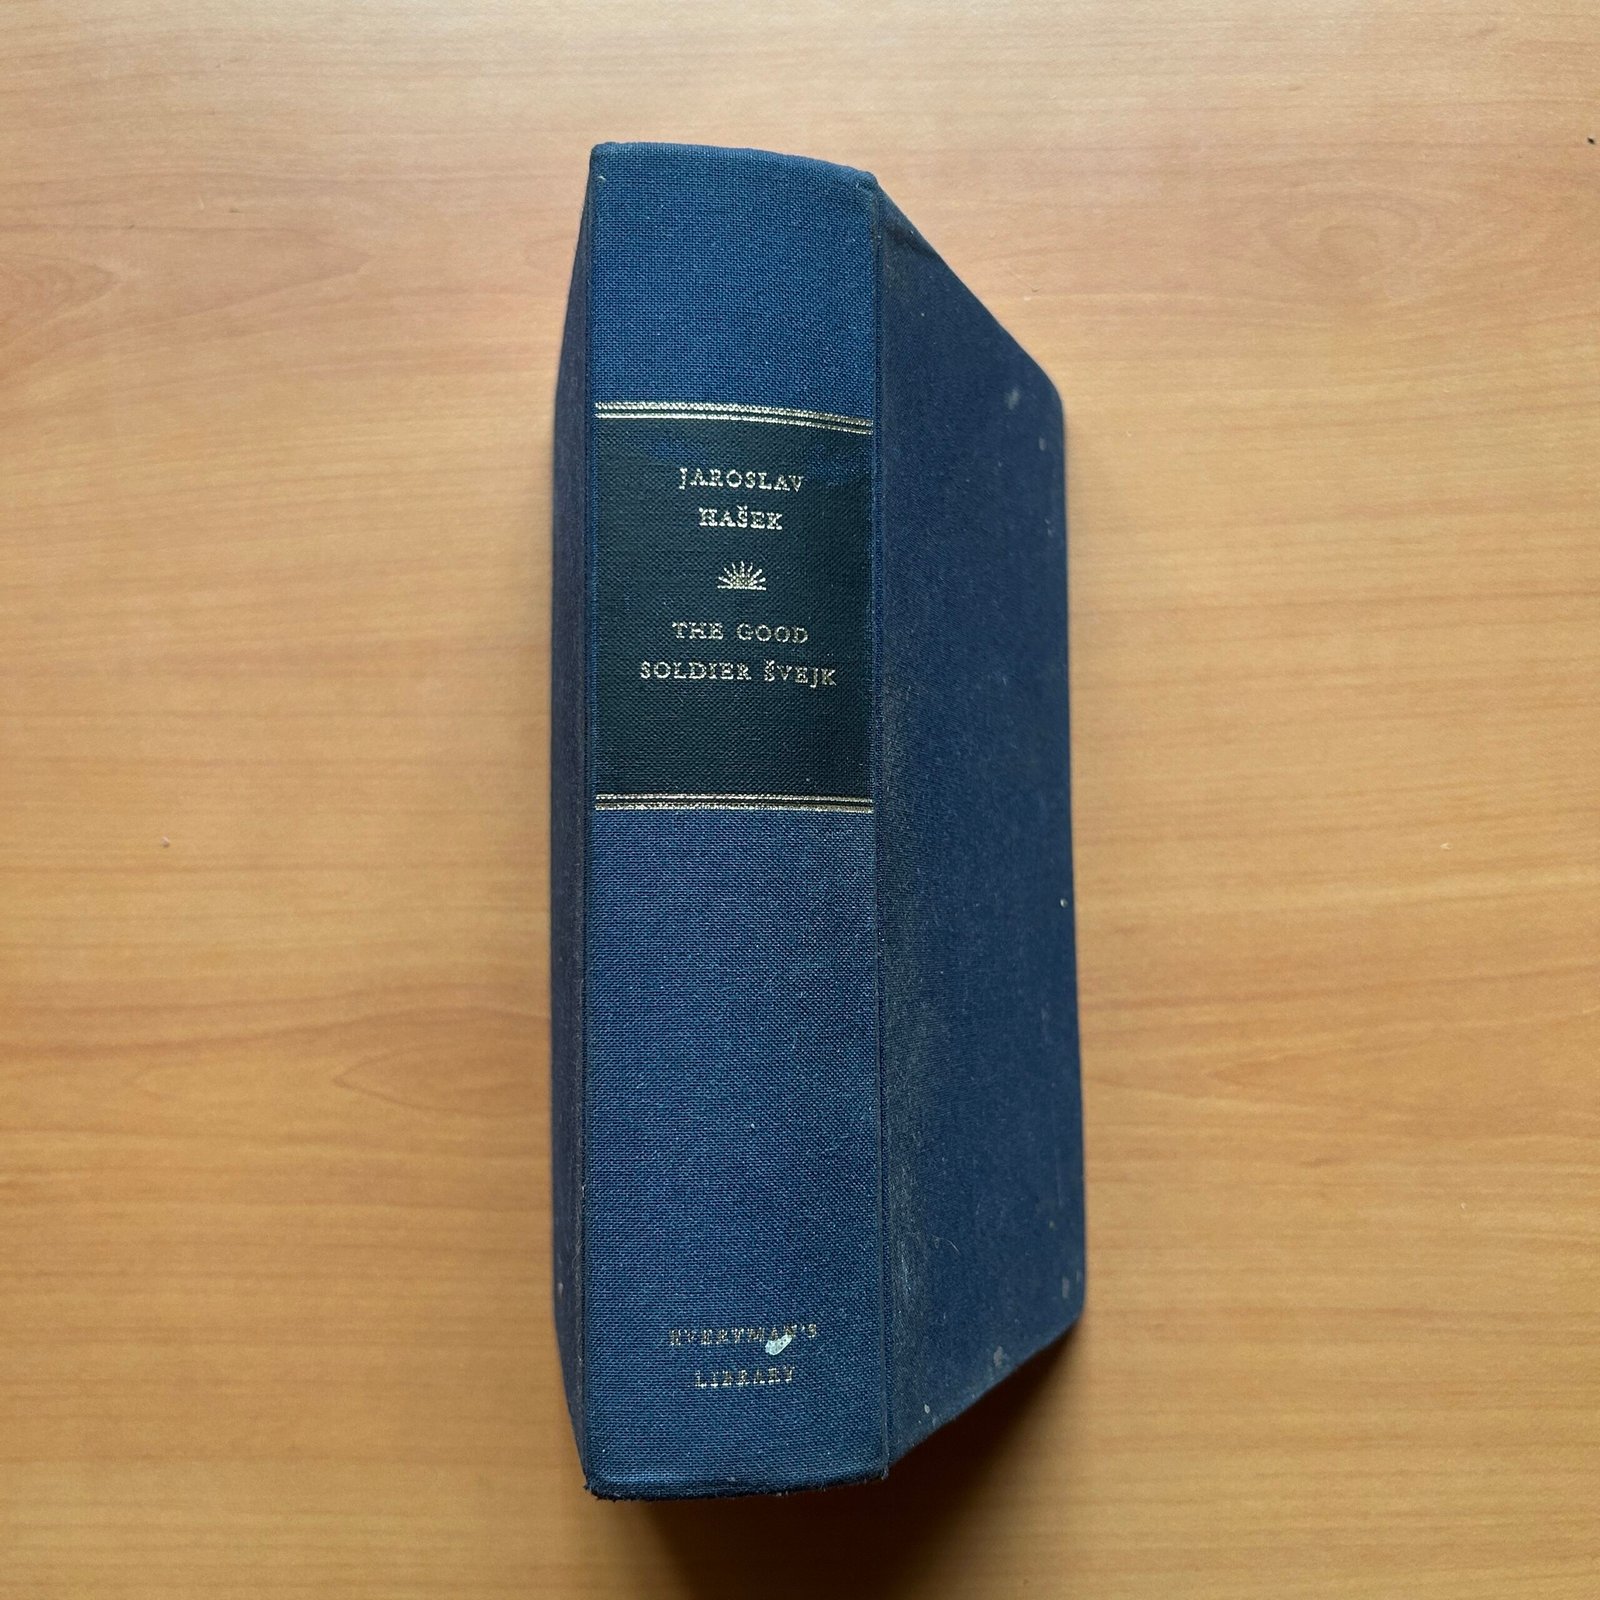 JAROSLAV
HAŠEK
THE GOOD
SOLDIER ŠVEJK
EVERYMAN'S
LIBRARY